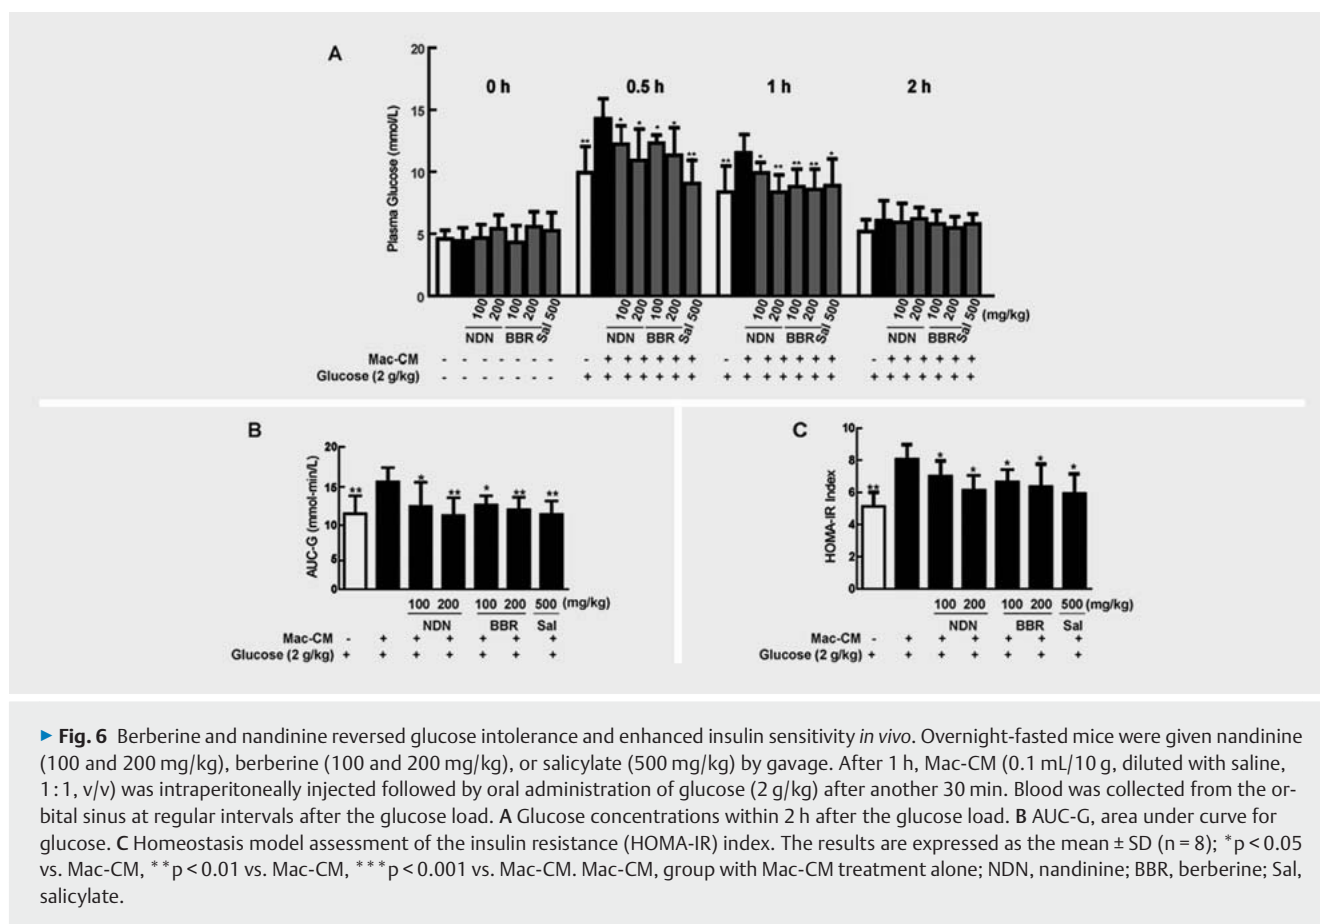 A
20
15
10
5
0
Plasma Glucose (mmol/L)
0 h 0.5 h 1 h 2 h
** * * * * ** ** * ** ** ** *
100 200 100 200 Sal 500 100 200 100 200 Sal 500 100 200 100 200 Sal 500 100 200 100 200 Sal 500 (mg/kg)
NDN BBR NDN BBR NDN BBR NDN BBR
Mac-CM - - - - - - - - + + + + + + - + + + + + + - + + + + + +
Glucose (2 g/kg) - - - - - - - + + + + + + + + + + + + + + + + + + + + +
B
20
15
10
5
0
AUC-G (mmol-min/L)
** * ** * ** **
100 200 100 200 500 (mg/kg)
NDN BBR Sal
Mac-CM - + + + + + +
Glucose (2 g/kg) + + + + + + +
C
10
8
6
4
2
0
HOMA-IR Index
** * * * * *
100 200 100 200 500 (mg/kg)
NDN BBR Sal
Mac-CM - + + + + + +
Glucose (2 g/kg) + + + + + + +
▶ Fig. 6 Berberine and nandinine reversed glucose intolerance and enhanced insulin sensitivity in vivo. Overnight-fasted mice were given nandinine
(100 and 200 mg/kg), berberine (100 and 200 mg/kg), or salicylate (500 mg/kg) by gavage. After 1 h, Mac-CM (0.1 mL/10 g, diluted with saline,
1 : 1, v/v) was intraperitoneally injected followed by oral administration of glucose (2 g/kg) after another 30 min. Blood was collected from the or-
bital sinus at regular intervals after the glucose load. A Glucose concentrations within 2 h after the glucose load. B AUC-G, area under curve for
glucose. C Homeostasis model assessment of the insulin resistance (HOMA-IR) index. The results are expressed as the mean ± SD (n = 8); *p < 0.05
vs. Mac-CM, **p < 0.01 vs. Mac-CM, ***p < 0.001 vs. Mac-CM. Mac-CM, group with Mac-CM treatment alone; NDN, nandinine; BBR, berberine; Sal,
salicylate.